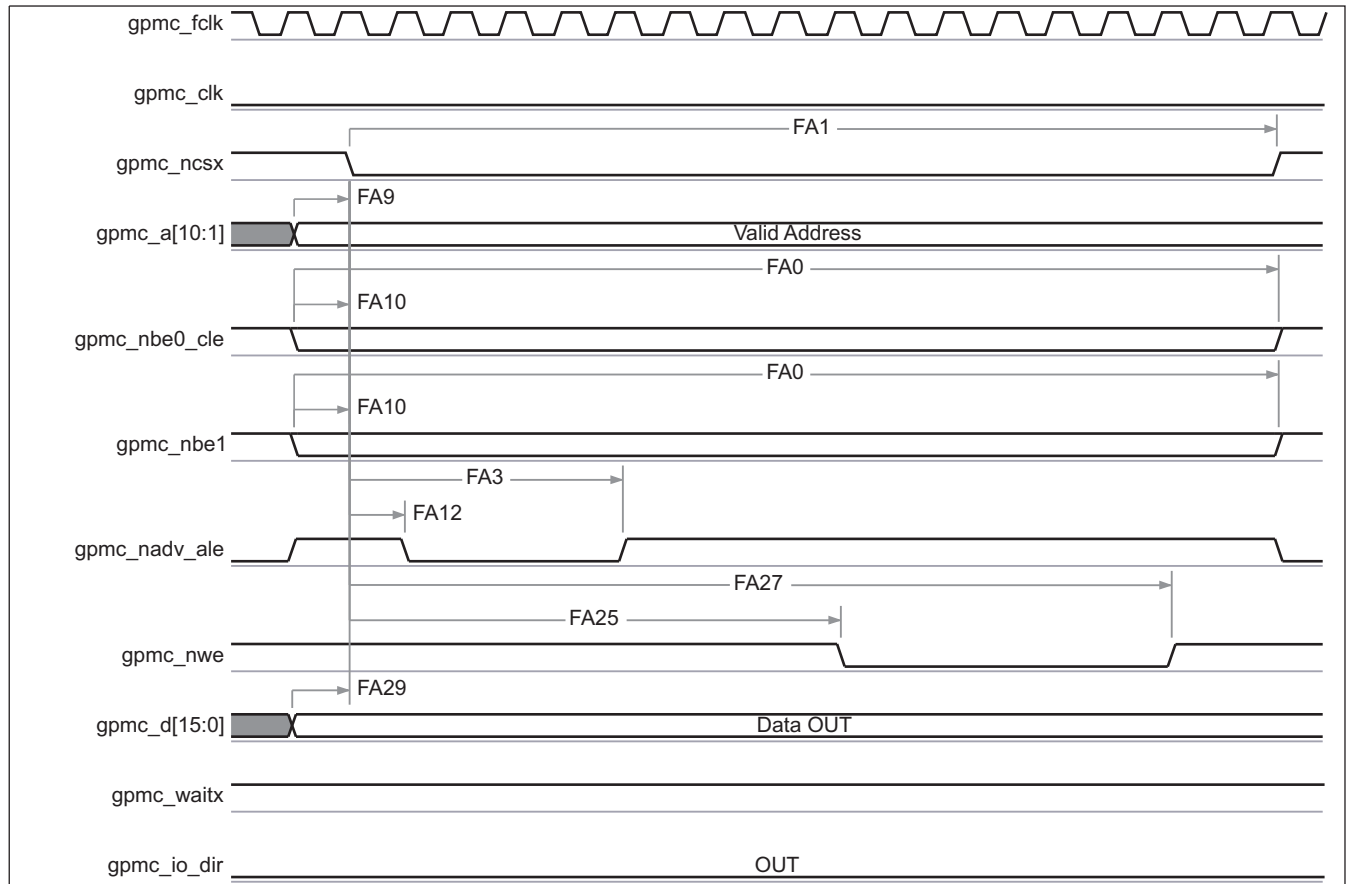 gpmc_fclk
gpmc_clk
FA1
gpmc_ncsx
FA9
gpmc_a[10:1]
Valid Address
FA0
FA10
gpmc_nbe0_cle
FA0
FA10
gpmc_nbe1
FA3
FA12
gpmc_nadv_ale
FA27
FA25
gpmc_nwe
FA29
gpmc_d[15:0]
Data OUT
gpmc_waitx
gpmc_io_dir
OUT